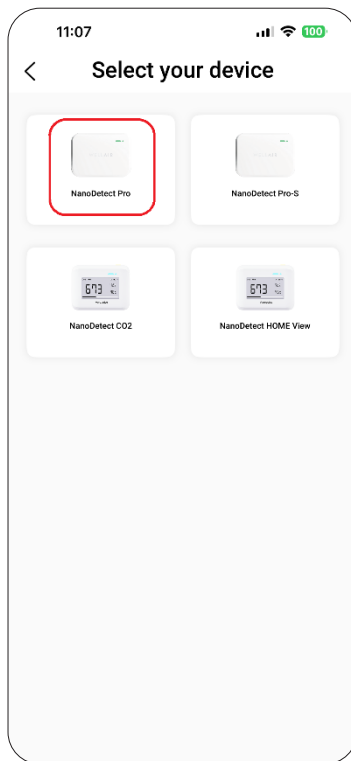 11:07
100
Select your device
NanoDetect Pro
NanoDetect Pro-S
673
673
NanoDetect CO2
NanoDetect HOME View